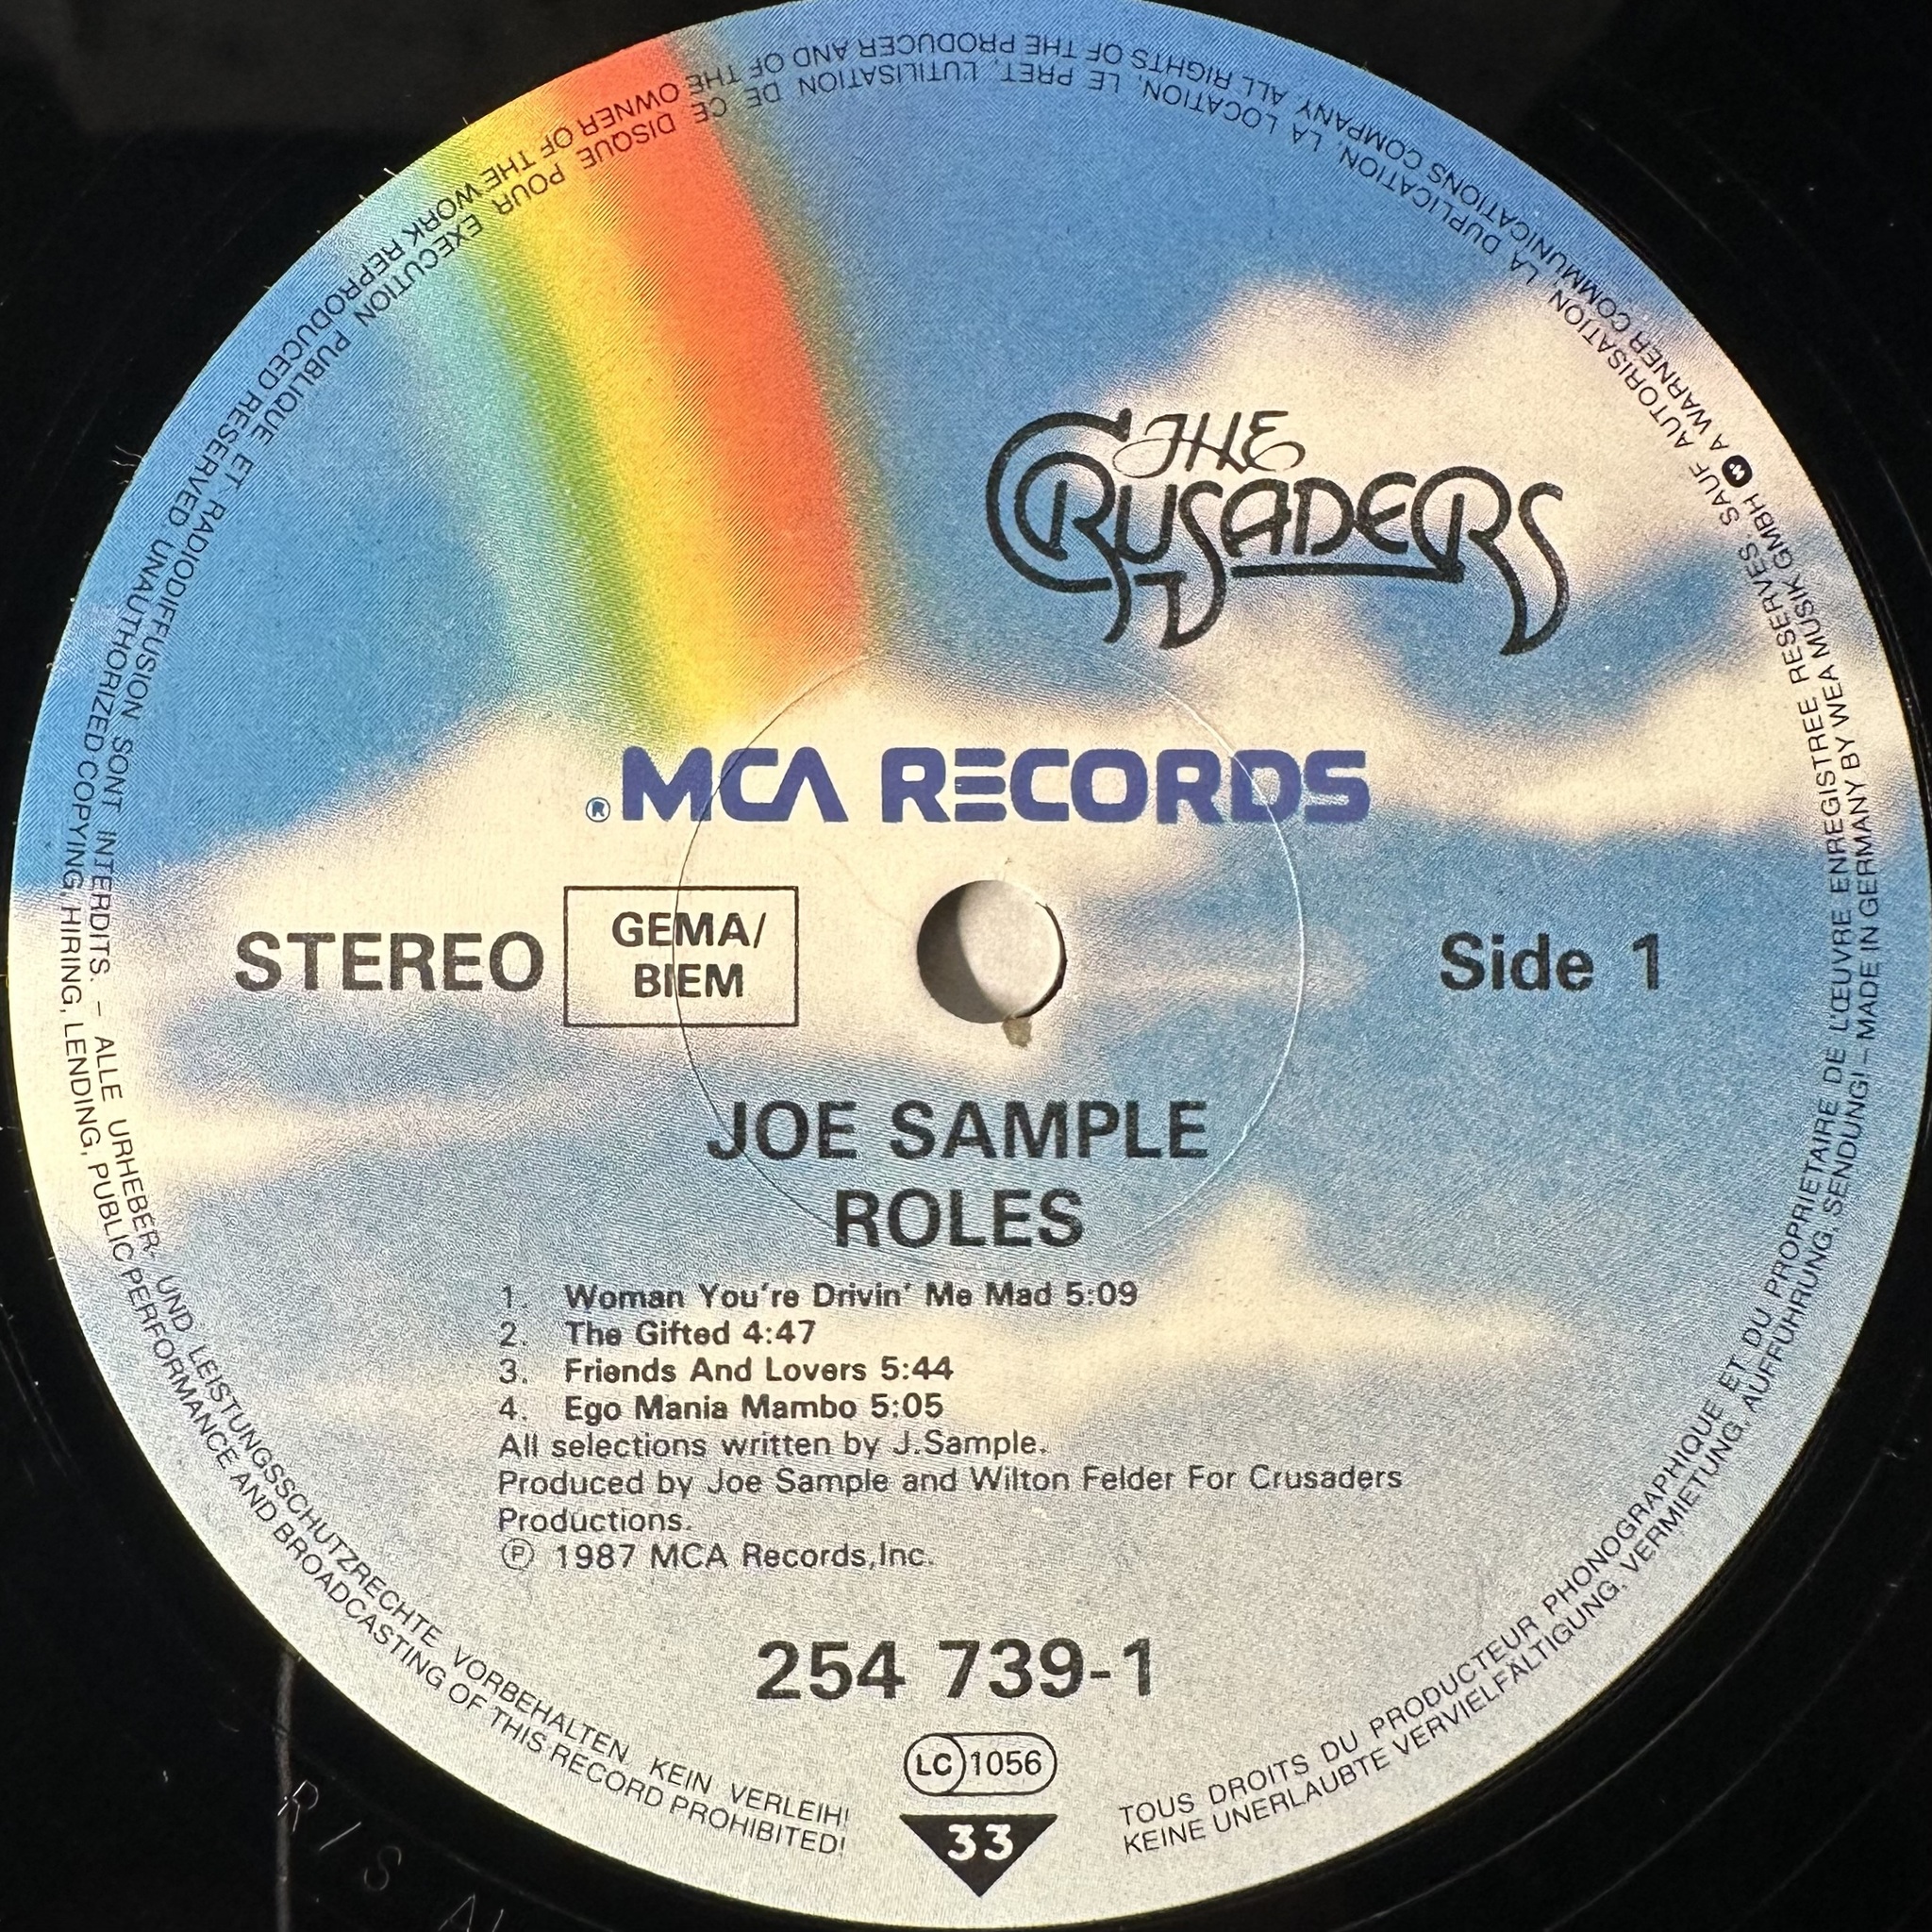 THE
CRUSADERS
® MCA RECORDS
STEREO
GEMA/
BIEM
Side 1
JOE SAMPLE
ROLES
1. Woman You're Drivin' Me Mad 5:09
2. The Gifted 4:47
3. Friends And Lovers 5:44
4. Ego Mania Mambo 5:05
All selections written by J.Sample.
Produced by Joe Sample and Wilton Felder For Crusaders
Productions.
Ⓟ 1987 MCA Records,Inc.
254 739-1
LC 1056
33
TOUS DROITS DU PRODUCTEUR PHONOGRAPHIQUE ET DU PROPRIETAIRE DE L'ŒUVRE ENREGISTREE RESERVES. SAUF AUTORISATION, LA DUPLICATION, LA LOCATION, LE PRET, L'UTILISATION DE CE DISQUE POUR EXECUTION PUBLIQUE ET RADIODIFFUSION SONT INTERDITS. – ALLE URHEBER- UND LEISTUNGSSCHUTZRECHTE VORBEHALTEN. KEIN VERLEIH!
KEINE UNERLAUBTE VERVIELFÄLTIGUNG, VERMIETUNG, AUFFÜHRUNG, SENDUNG! – MADE IN GERMANY BY WEA MUSIK GMBH A WARNER COMMUNICATIONS COMPANY. ALL RIGHTS OF THE PRODUCER AND OF THE OWNER OF THE WORK REPRODUCED RESERVED. UNAUTHORIZED COPYING, HIRING, LENDING, PUBLIC PERFORMANCE AND BROADCASTING OF THIS RECORD PROHIBITED!
R/S